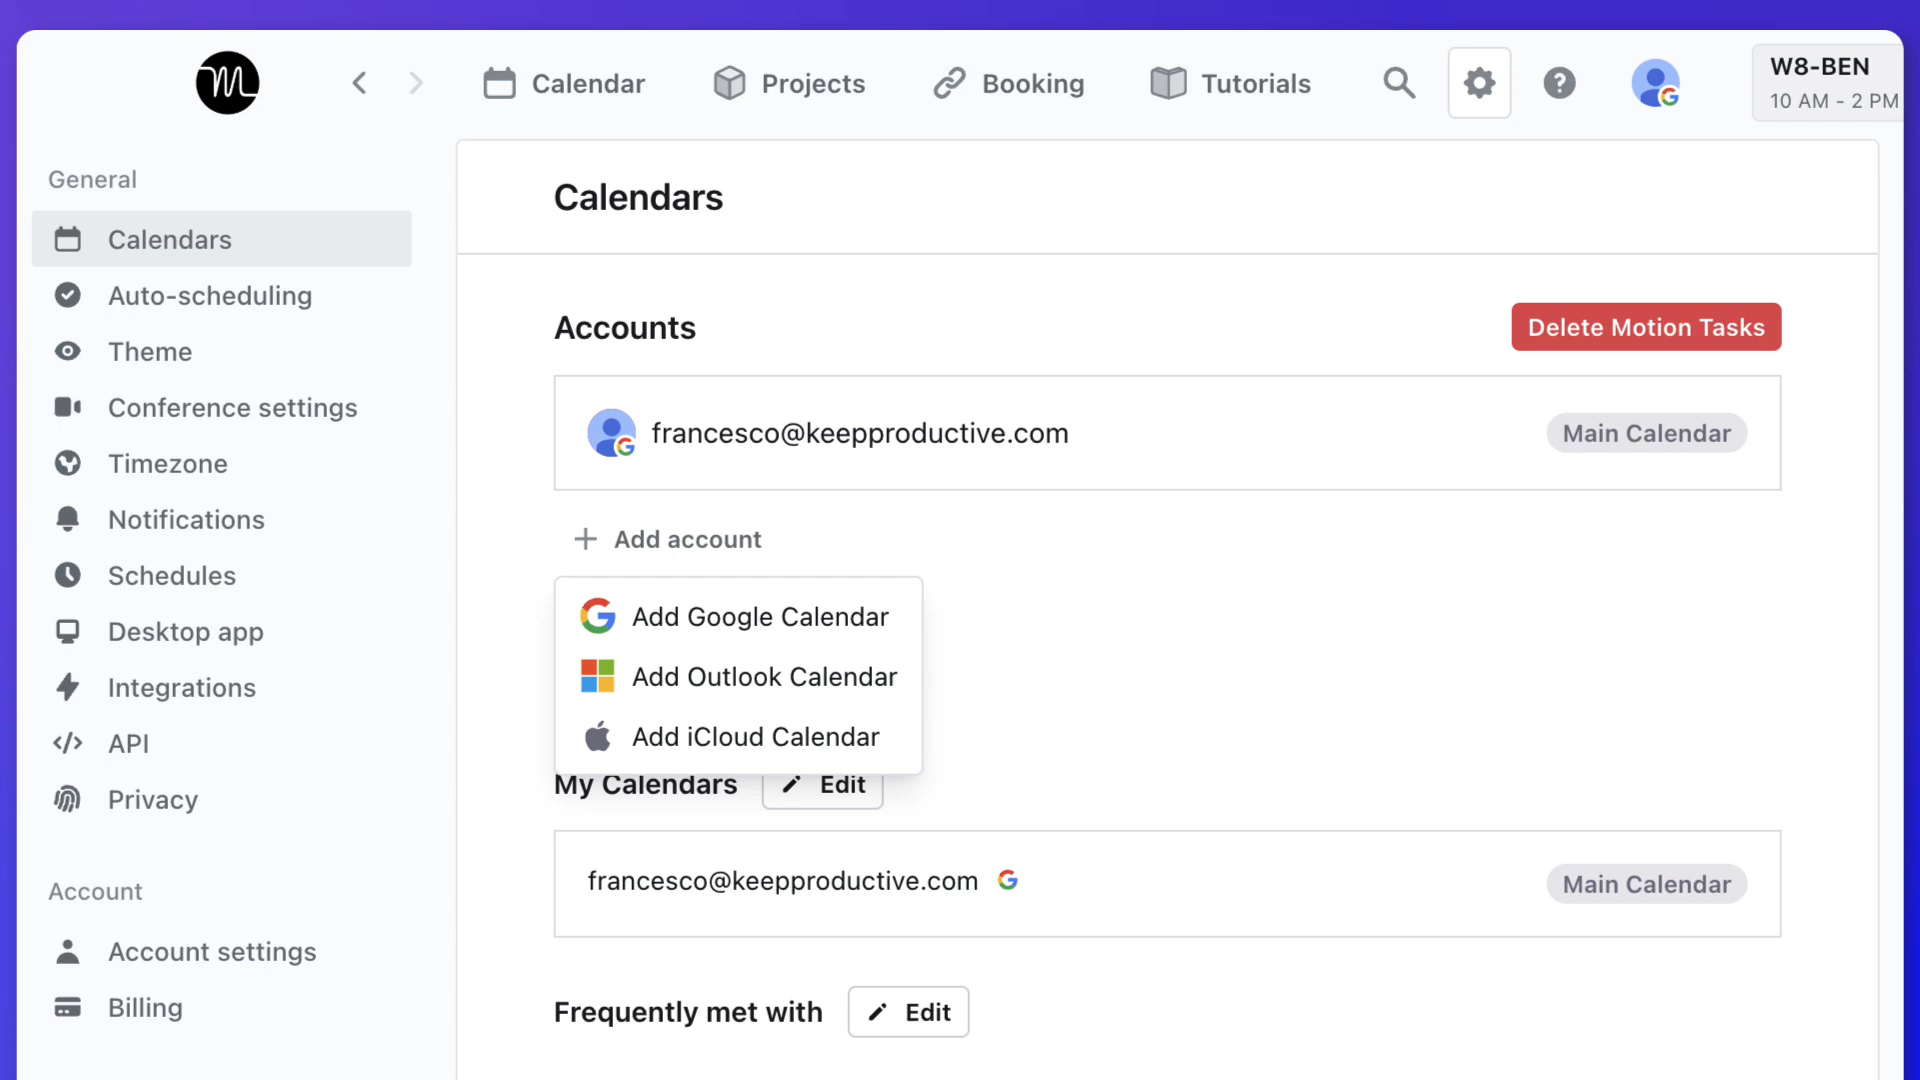 Calendar
Projects
Booking
Tutorials
W8-BEN
10 AM - 2 PM
General
Calendars
Auto-scheduling
Theme
Conference settings
Timezone
Notifications
Schedules
Desktop app
Integrations
API
Privacy
Account
Account settings
Billing
Calendars
Accounts
Delete Motion Tasks
francesco@keepproductive.com
Main Calendar
Add account
Add Google Calendar
Add Outlook Calendar
Add iCloud Calendar
My Calendars
Edit
francesco@keepproductive.com
Main Calendar
Frequently met with
Edit